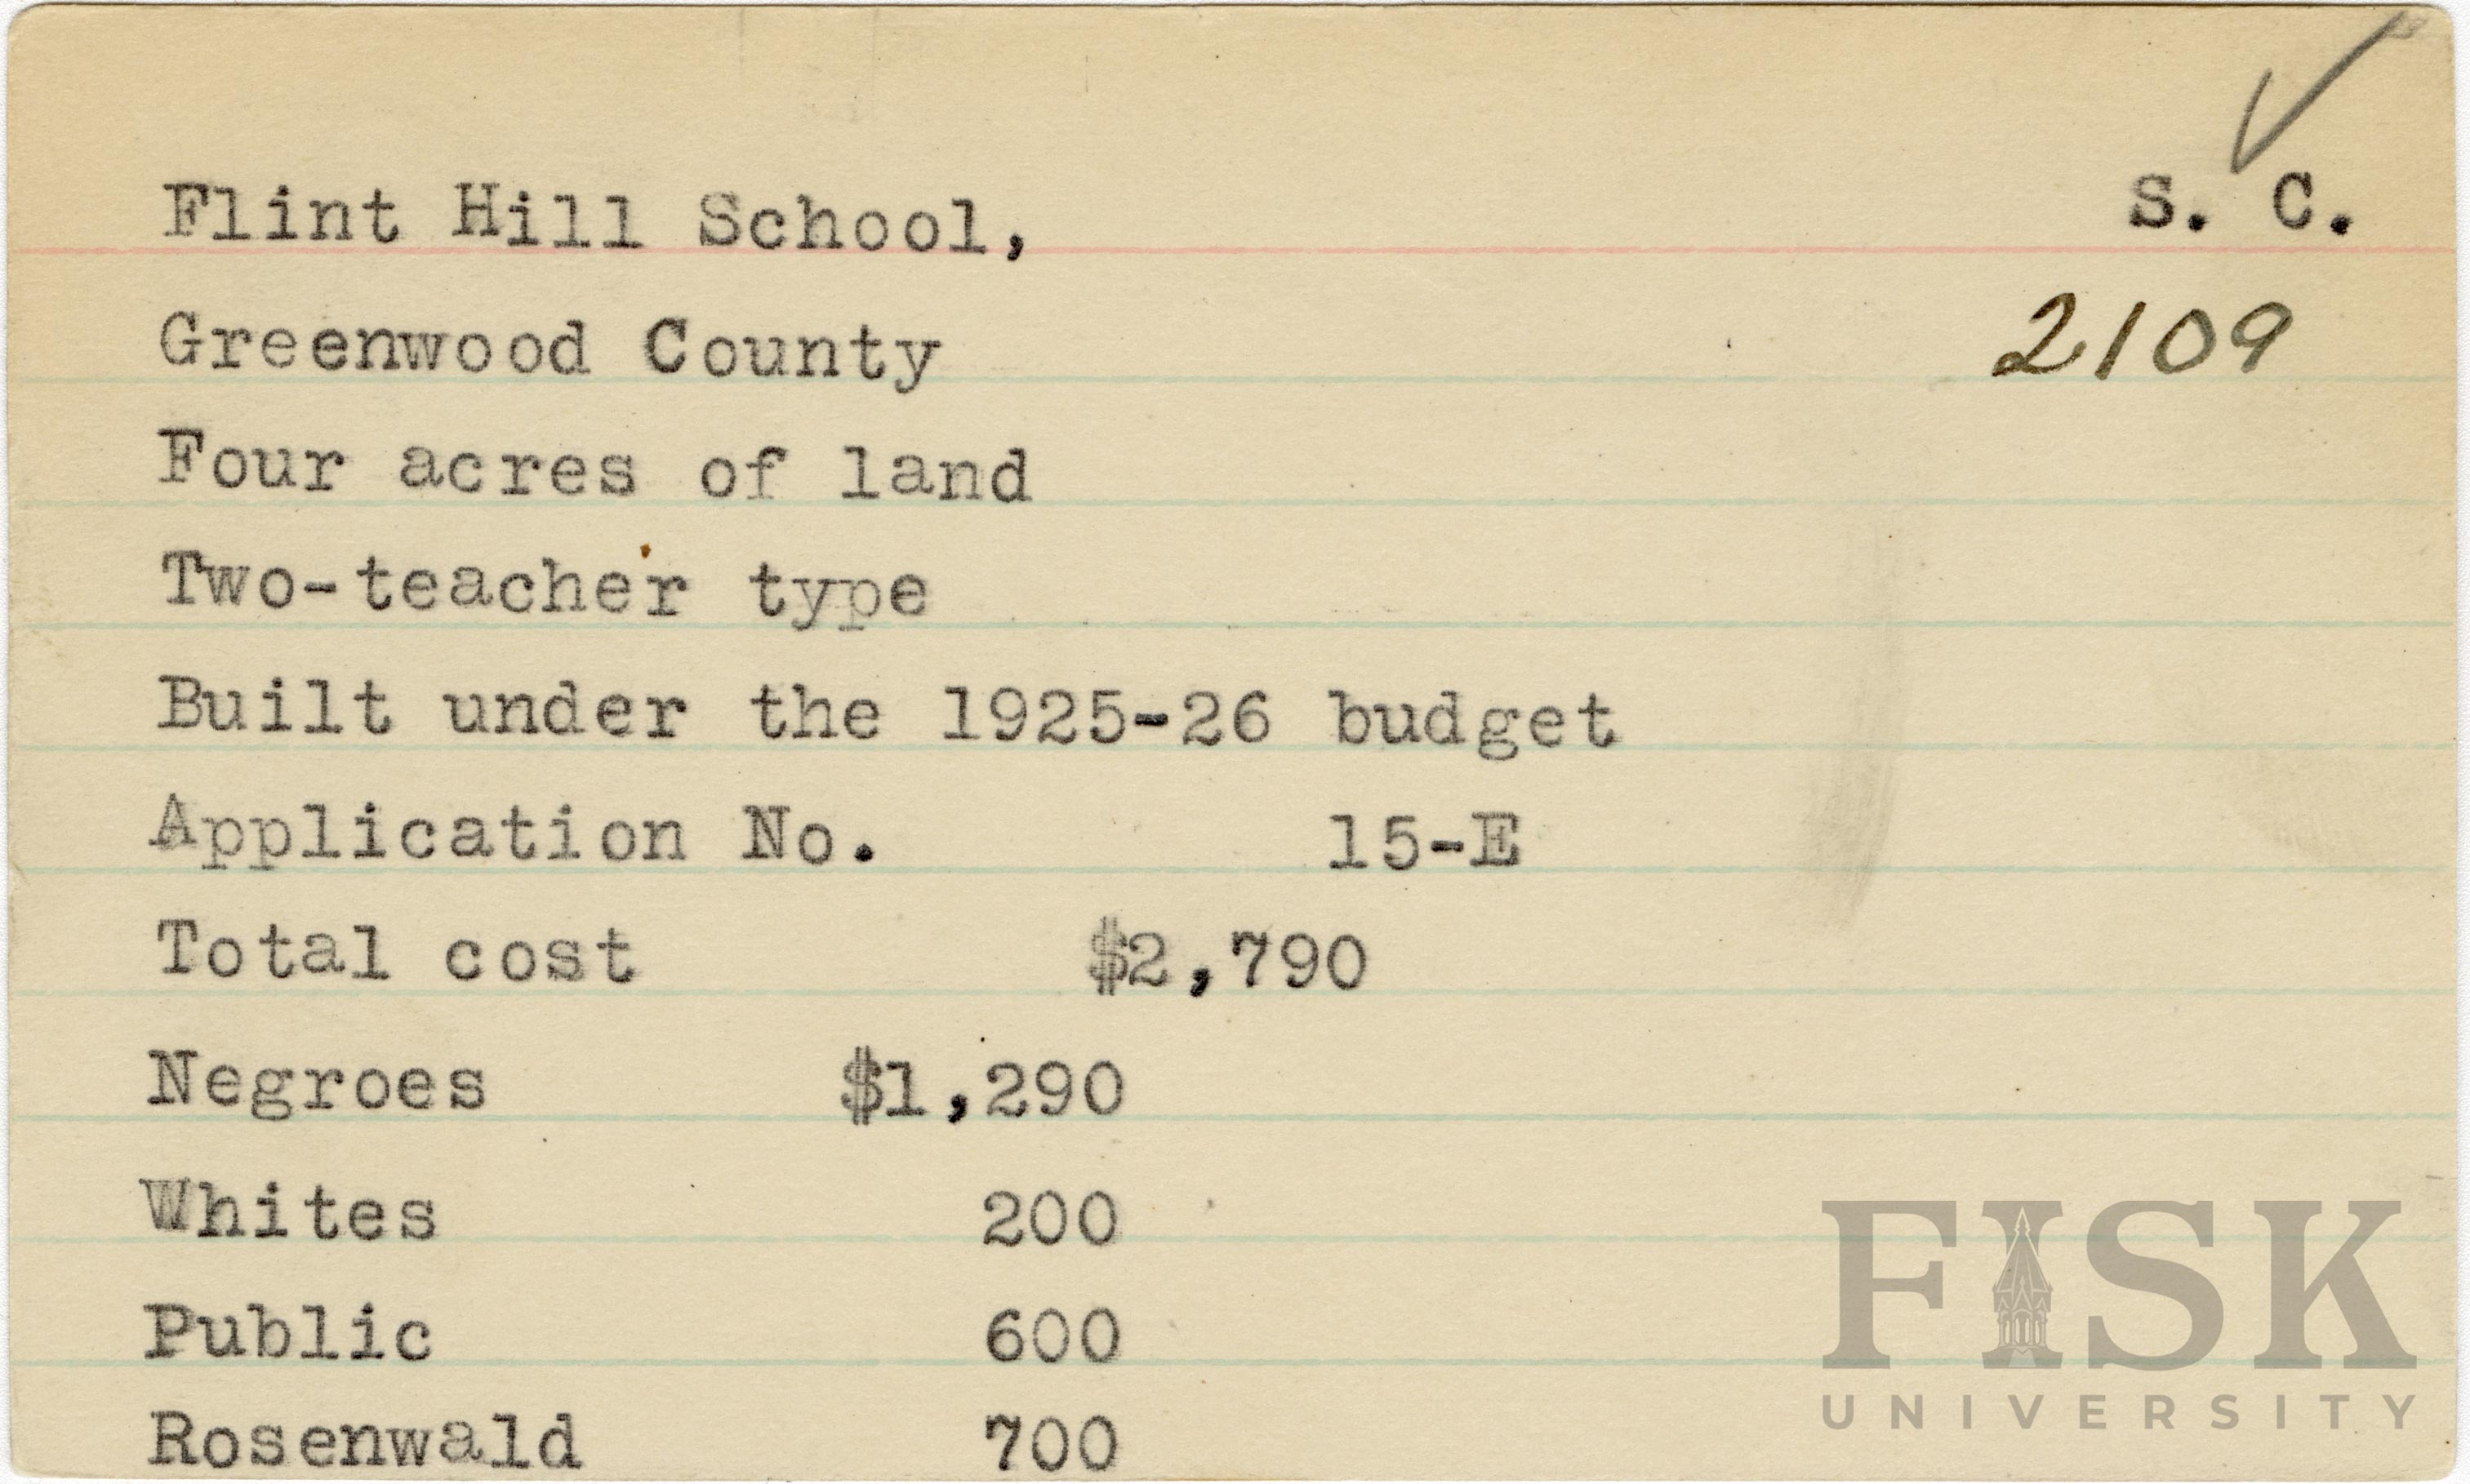 Flint Hill School, S. C.
Greenwood County 2109
Four acres of land
Two-teacher type
Built under the 1925-26 budget
Application No. 15-E
Total cost $2,790
Negroes $1,290
Whites 200
Public 600
Rosenwald 700
FISK
UNIVERSITY